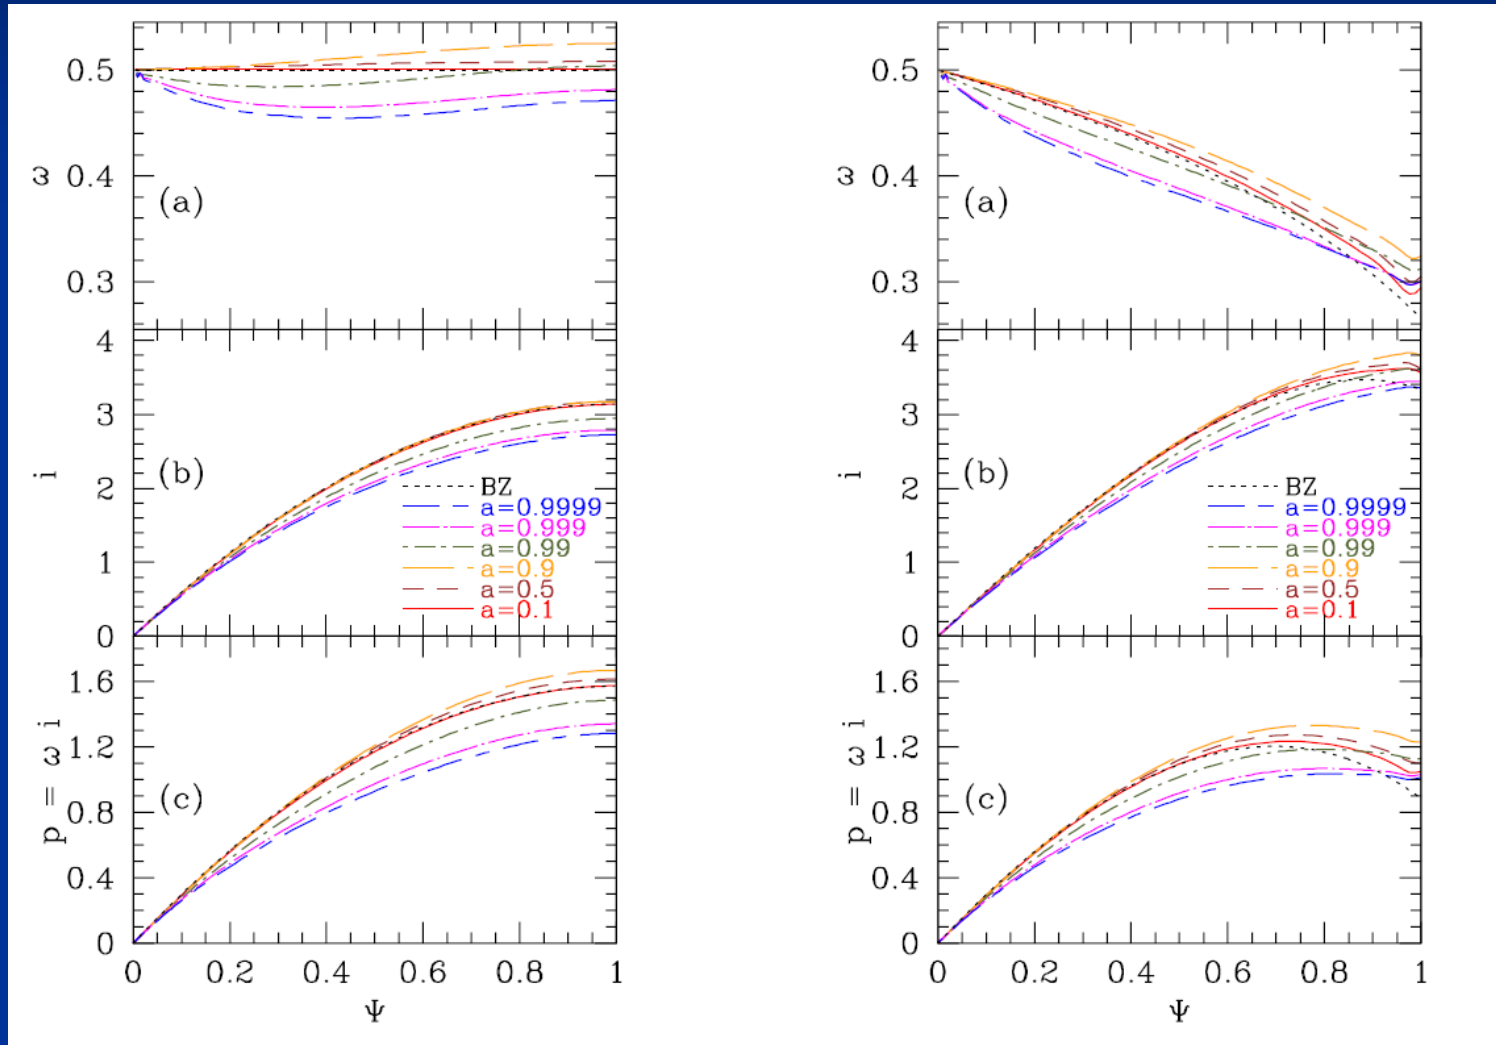 0.5
0.4
0.3
ω
(a)
4
3
2
1
0
i
(b)
BZ
a=0.9999
a=0.999
a=0.99
a=0.9
a=0.5
a=0.1
1.6
1.2
0.8
0.4
0
p = ω i
(c)
0 0.2 0.4 0.6 0.8 1
Ψ
0.5
0.4
0.3
ω
(a)
4
3
2
1
0
i
(b)
BZ
a=0.9999
a=0.999
a=0.99
a=0.9
a=0.5
a=0.1
1.6
1.2
0.8
0.4
0
p = ω i
(c)
0 0.2 0.4 0.6 0.8 1
Ψ